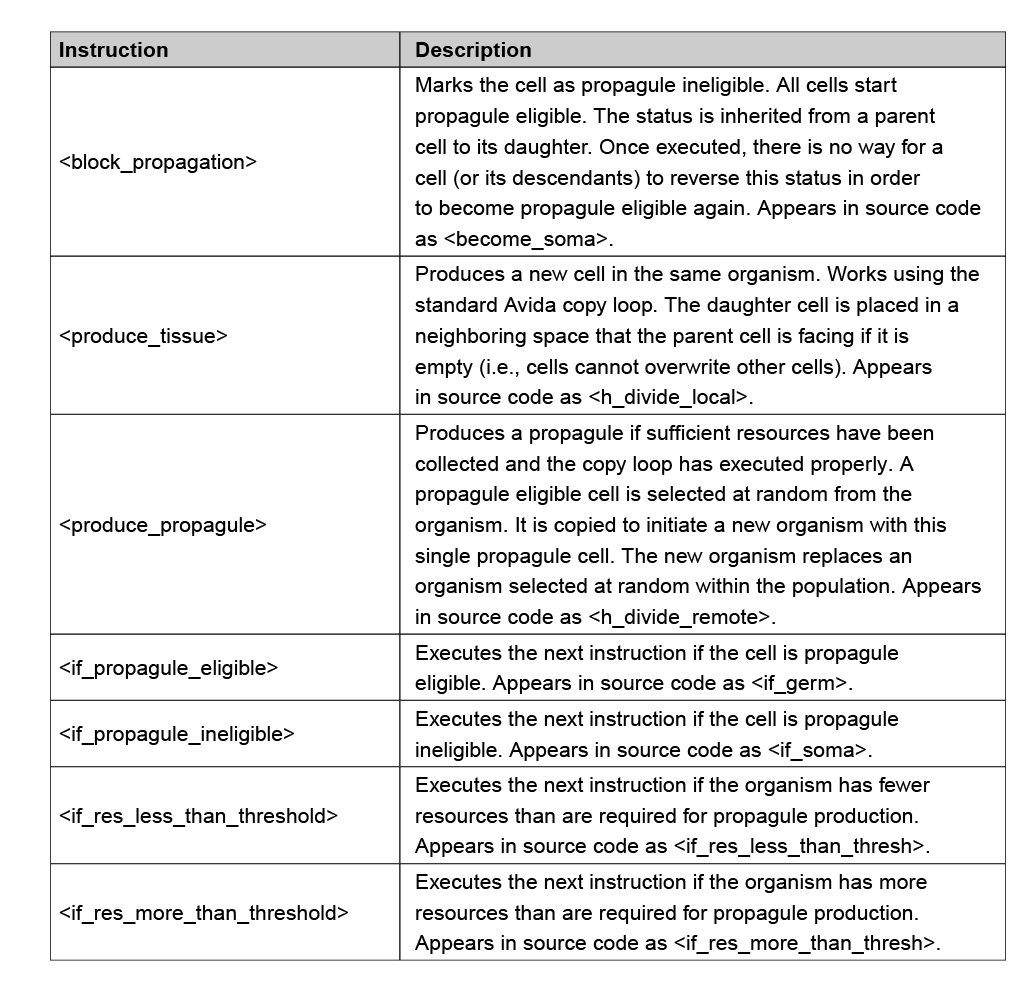 Instruction Description
<block_propagation>
Marks the cell as propagule ineligible. All cells start
propagule eligible. The status is inherited from a parent
cell to its daughter. Once executed, there is no way for a
cell (or its descendants) to reverse this status in order
to become propagule eligible again. Appears in source code
as <become_soma>.
<produce_tissue>
Produces a new cell in the same organism. Works using the
standard Avida copy loop. The daughter cell is placed in a
neighboring space that the parent cell is facing if it is
empty (i.e., cells cannot overwrite other cells). Appears
in source code as <h_divide_local>.
<produce_propagule>
Produces a propagule if sufficient resources have been
collected and the copy loop has executed properly. A
propagule eligible cell is selected at random from the
organism. It is copied to initiate a new organism with this
single propagule cell. The new organism replaces an
organism selected at random within the population. Appears
in source code as <h_divide_remote>.
<if_propagule_eligible>
Executes the next instruction if the cell is propagule
eligible. Appears in source code as <if_germ>.
<if_propagule_ineligible>
Executes the next instruction if the cell is propagule
ineligible. Appears in source code as <if_soma>.
<if_res_less_than_threshold>
Executes the next instruction if the organism has fewer
resources than are required for propagule production.
Appears in source code as <if_res_less_than_thresh>.
<if_res_more_than_threshold>
Executes the next instruction if the organism has more
resources than are required for propagule production.
Appears in source code as <if_res_more_than_thresh>.